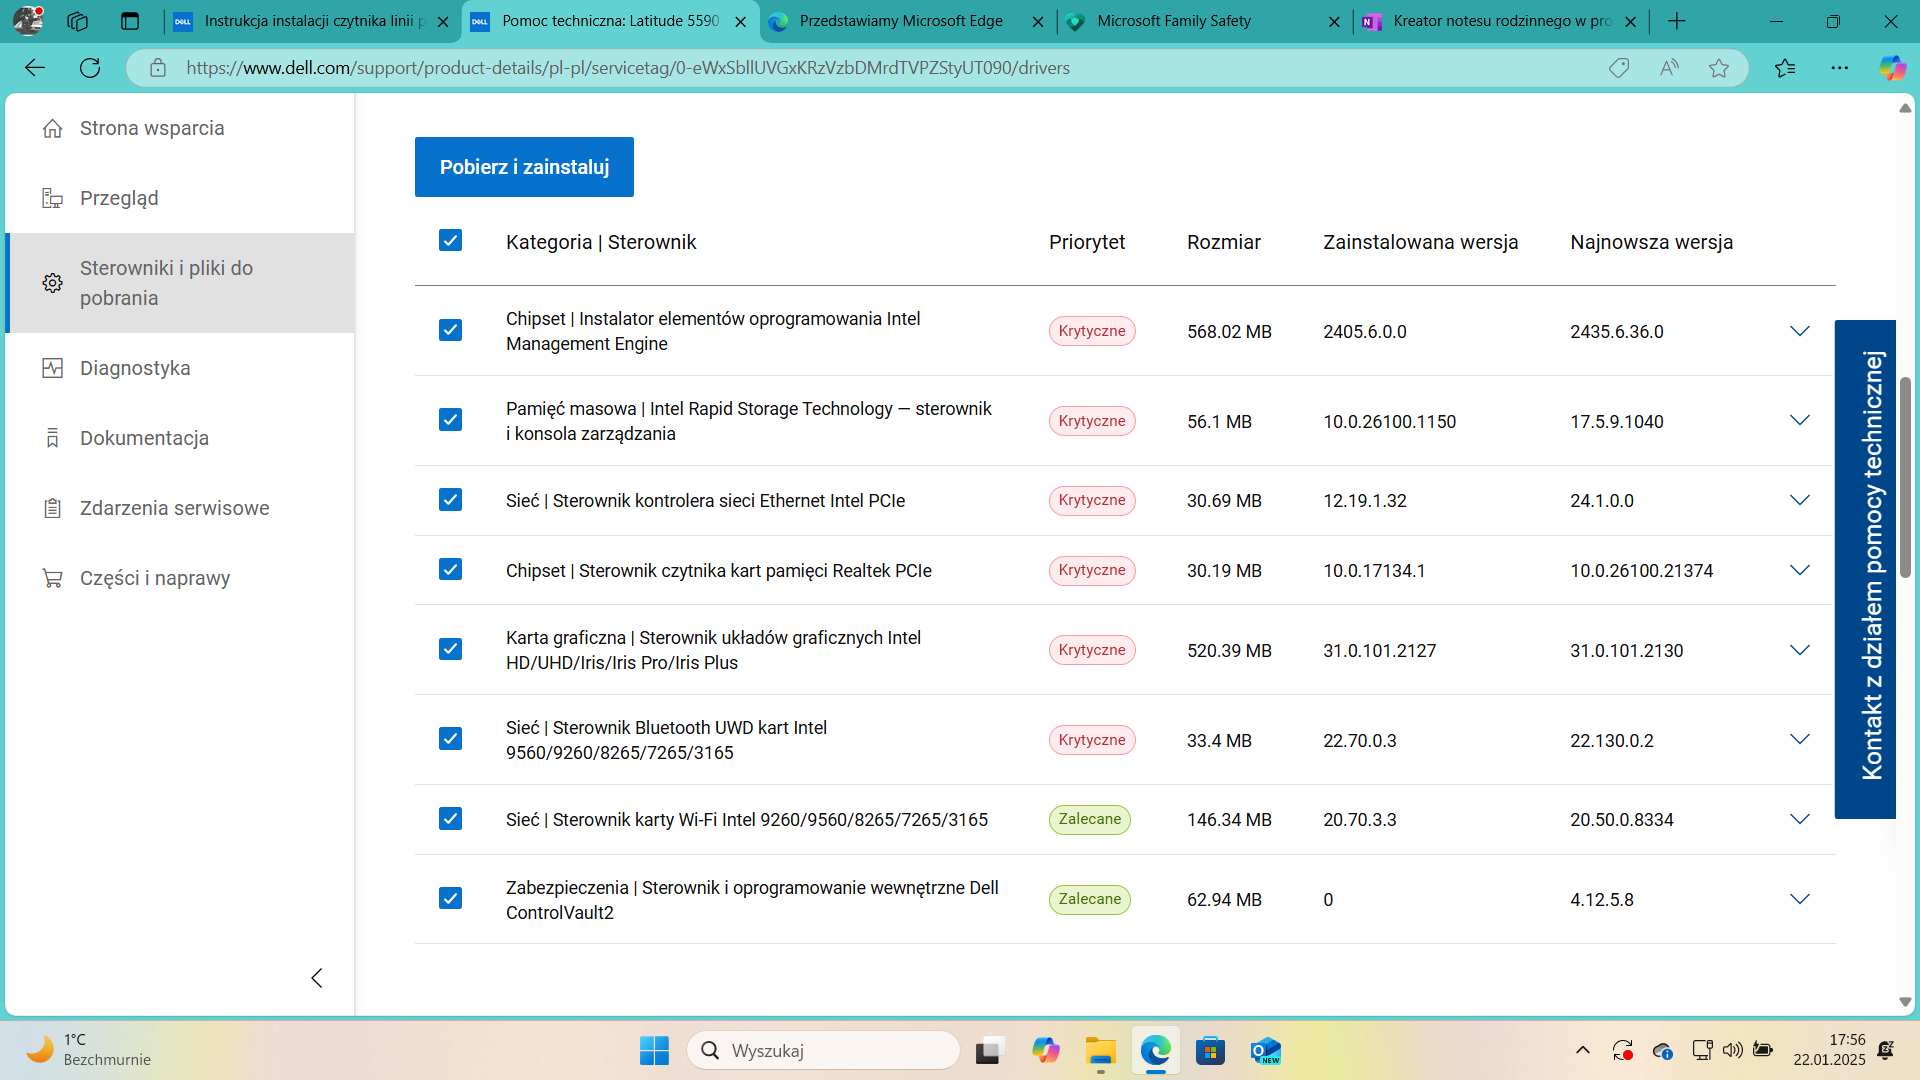 Instrukcja instalacji czytnika linii p
Pomoc techniczna: Latitude 5590
Przedstawiamy Microsoft Edge
Microsoft Family Safety
Kreator notesu rodzinnego w pro
https://www.dell.com/support/product-details/pl-pl/servicetag/0-eWxSbllUVGxKRzVzbDMrdTVPZStyUT090/drivers
Strona wsparcia
Przegląd
Sterowniki i pliki do
pobrania
Diagnostyka
Dokumentacja
Zdarzenia serwisowe
Części i naprawy
Pobierz i zainstaluj
Kategoria | Sterownik Priorytet Rozmiar Zainstalowana wersja Najnowsza wersja
Chipset | Instalator elementów oprogramowania Intel
Management Engine
Krytyczne 568.02 MB 2405.6.0.0 2435.6.36.0
Pamięć masowa | Intel Rapid Storage Technology — sterownik
i konsola zarządzania
Krytyczne 56.1 MB 10.0.26100.1150 17.5.9.1040
Sieć | Sterownik kontrolera sieci Ethernet Intel PCIe Krytyczne 30.69 MB 12.19.1.32 24.1.0.0
Chipset | Sterownik czytnika kart pamięci Realtek PCIe Krytyczne 30.19 MB 10.0.17134.1 10.0.26100.21374
Karta graficzna | Sterownik układów graficznych Intel
HD/UHD/Iris/Iris Pro/Iris Plus
Krytyczne 520.39 MB 31.0.101.2127 31.0.101.2130
Sieć | Sterownik Bluetooth UWD kart Intel
9560/9260/8265/7265/3165
Krytyczne 33.4 MB 22.70.0.3 22.130.0.2
Sieć | Sterownik karty Wi-Fi Intel 9260/9560/8265/7265/3165 Zalecane 146.34 MB 20.70.3.3 20.50.0.8334
Zabezpieczenia | Sterownik i oprogramowanie wewnętrzne Dell
ControlVault2
Zalecane 62.94 MB 0 4.12.5.8
Kontakt z działem pomocy technicznej
1°C
Bezchmurnie
Wyszukaj
17:56
22.01.2025